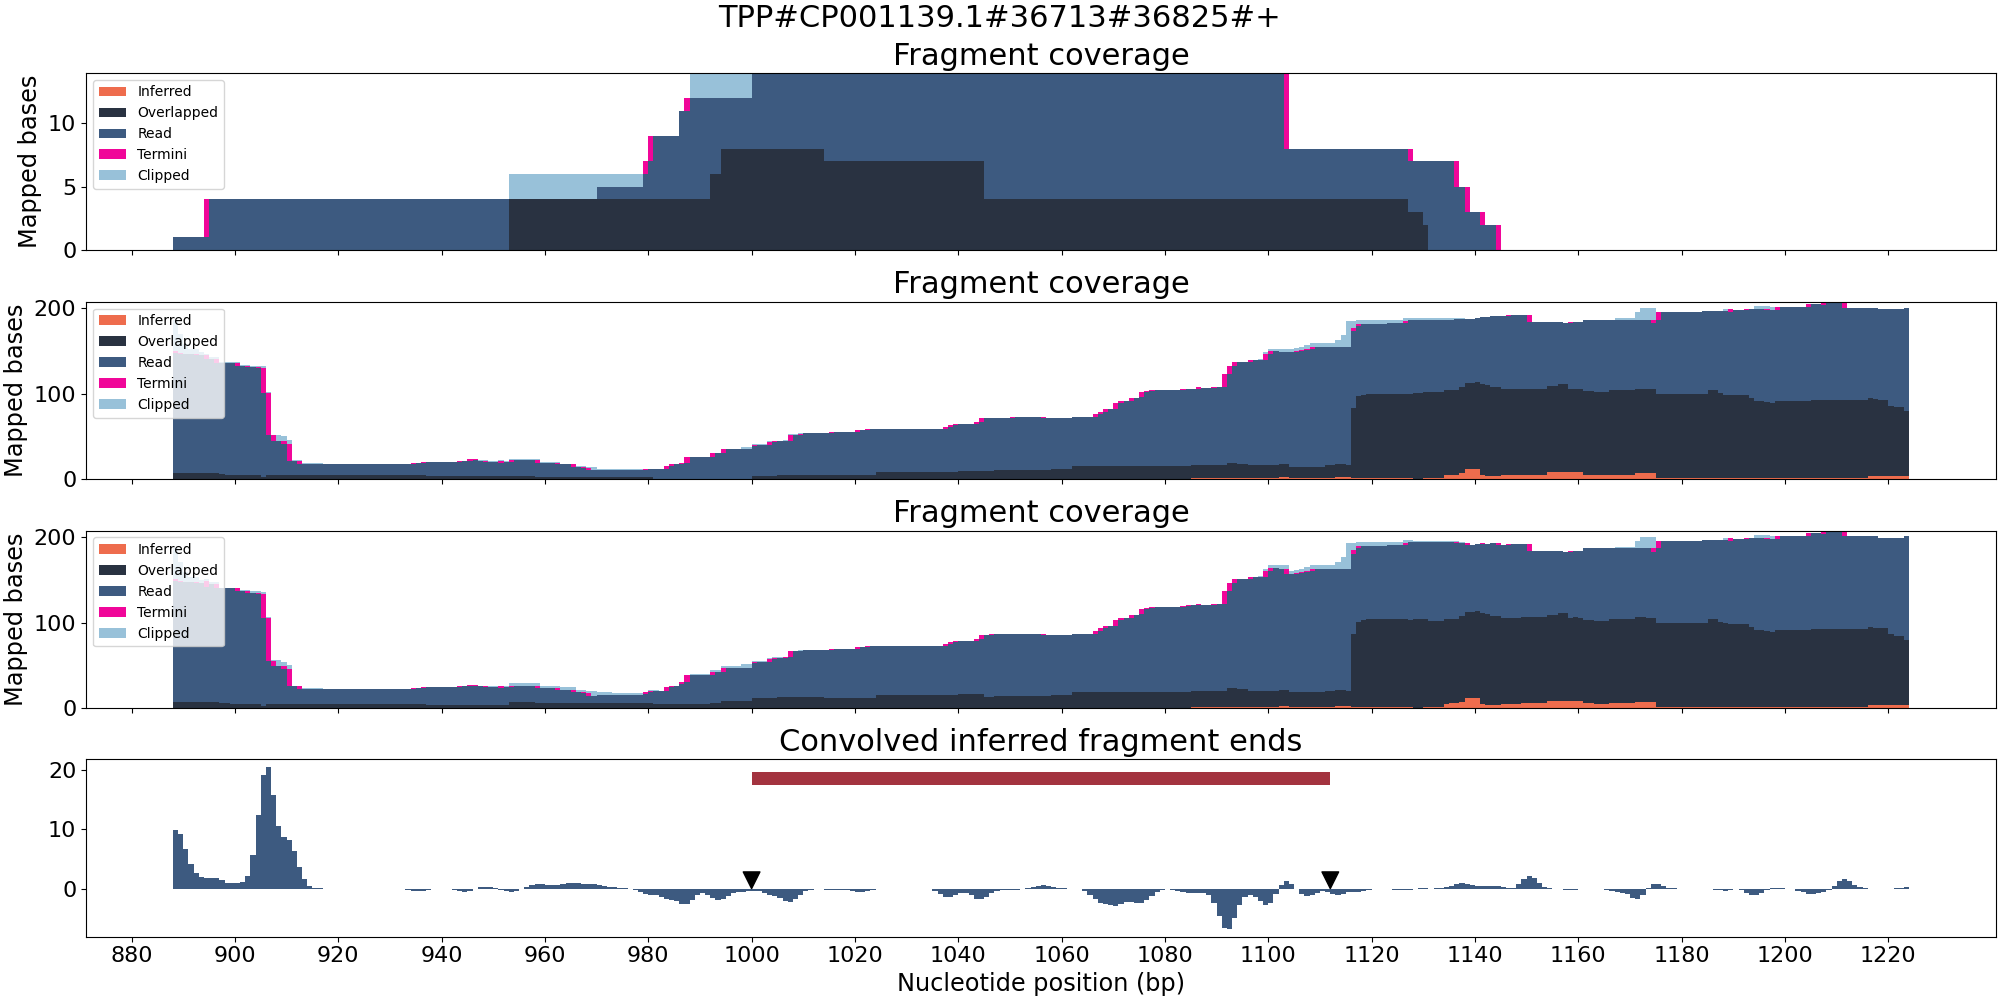 TPP#CP001139.1#36713#36825#+
Fragment coverage
Mapped bases
10
5
0
Inferred
Overlapped
Read
Termini
Clipped
Fragment coverage
Mapped bases
200
100
0
Inferred
Overlapped
Read
Termini
Clipped
Fragment coverage
Mapped bases
200
100
0
Inferred
Overlapped
Read
Termini
Clipped
Convolved inferred fragment ends
20
10
0
880 900 920 940 960 980 1000 1020 1040 1060 1080 1100 1120 1140 1160 1180 1200 1220
Nucleotide position (bp)